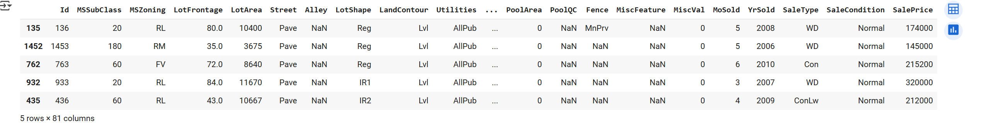 Id MSSubClass MSZoning LotFrontage LotArea Street Alley LotShape LandContour Utilities ... PoolArea PoolQC Fence MiscFeature MiscVal MoSold YrSold SaleType SaleCondition SalePrice
135 136 20 RL 80.0 10400 Pave NaN Reg Lvl AllPub ... 0 NaN MnPrv NaN 0 5 2008 WD Normal 174000
1452 1453 180 RM 35.0 3675 Pave NaN Reg Lvl AllPub ... 0 NaN NaN NaN 0 5 2006 WD Normal 145000
762 763 60 FV 72.0 8640 Pave NaN Reg Lvl AllPub ... 0 NaN NaN NaN 0 6 2010 Con Normal 215200
932 933 20 RL 84.0 11670 Pave NaN IR1 Lvl AllPub ... 0 NaN NaN NaN 0 3 2007 WD Normal 320000
435 436 60 RL 43.0 10667 Pave NaN IR2 Lvl AllPub ... 0 NaN NaN NaN 0 4 2009 ConLw Normal 212000
5 rows × 81 columns